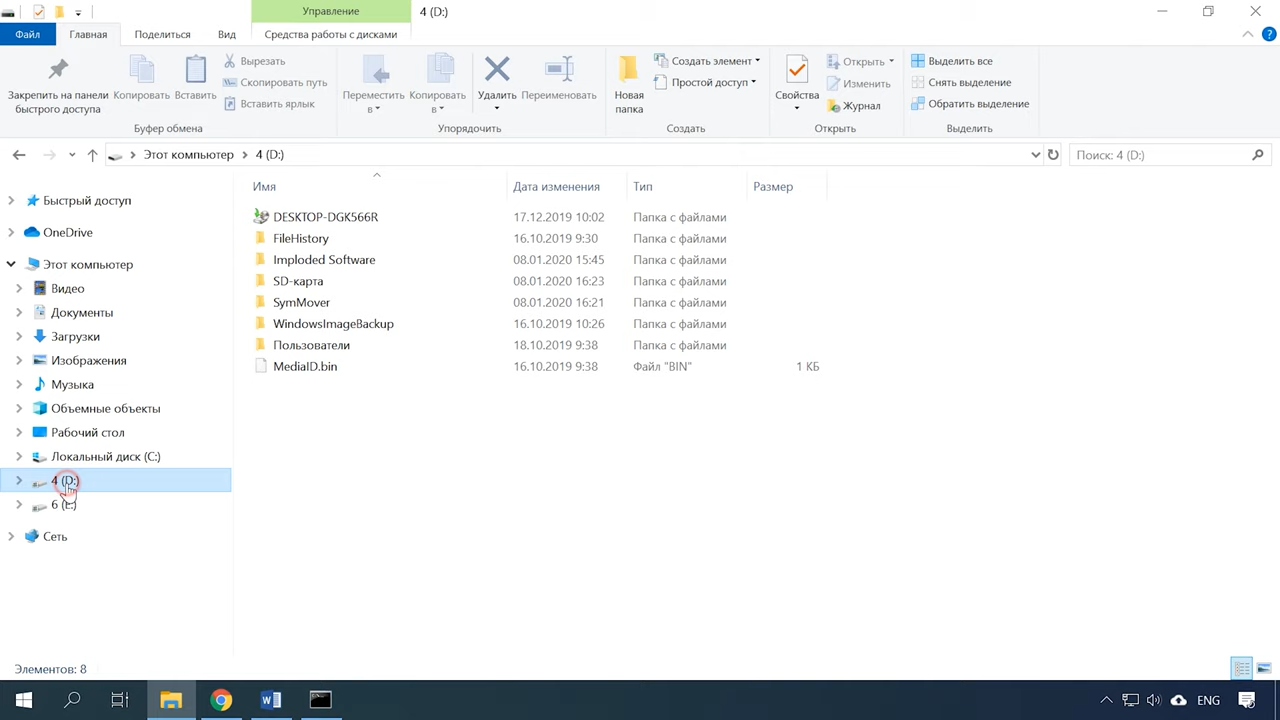 Управление
4 (D:)
Файл
Главная
Поделиться
Вид
Средства работы с дисками
Закрепить на панели
быстрого доступа
Копировать
Вставить
Вырезать
Скопировать путь
Вставить ярлык
Буфер обмена
Переместить
в
Копировать
в
Удалить
Переименовать
Упорядочить
Новая
папка
Создать элемент
Простой доступ
Создать
Свойства
Открыть
Изменить
Журнал
Открыть
Выделить все
Снять выделение
Обратить выделение
Выделить
Этот компьютер
4 (D:)
Поиск: 4 (D:)
Имя
Дата изменения
Тип
Размер
DESKTOP-DGK566R 17.12.2019 10:02 Папка с файлами
FileHistory 16.10.2019 9:30 Папка с файлами
Imploded Software 08.01.2020 15:45 Папка с файлами
SD-карта 08.01.2020 16:23 Папка с файлами
SymMover 08.01.2020 16:21 Папка с файлами
WindowsImageBackup 16.10.2019 10:26 Папка с файлами
Пользователи 18.10.2019 9:38 Папка с файлами
MediaID.bin 16.10.2019 9:38 Файл "BIN" 1 КБ
Быстрый доступ
OneDrive
Этот компьютер
Видео
Документы
Загрузки
Изображения
Музыка
Объемные объекты
Рабочий стол
Локальный диск (C:)
4 (D:)
6 (E:)
Сеть
Элементов: 8
ENG